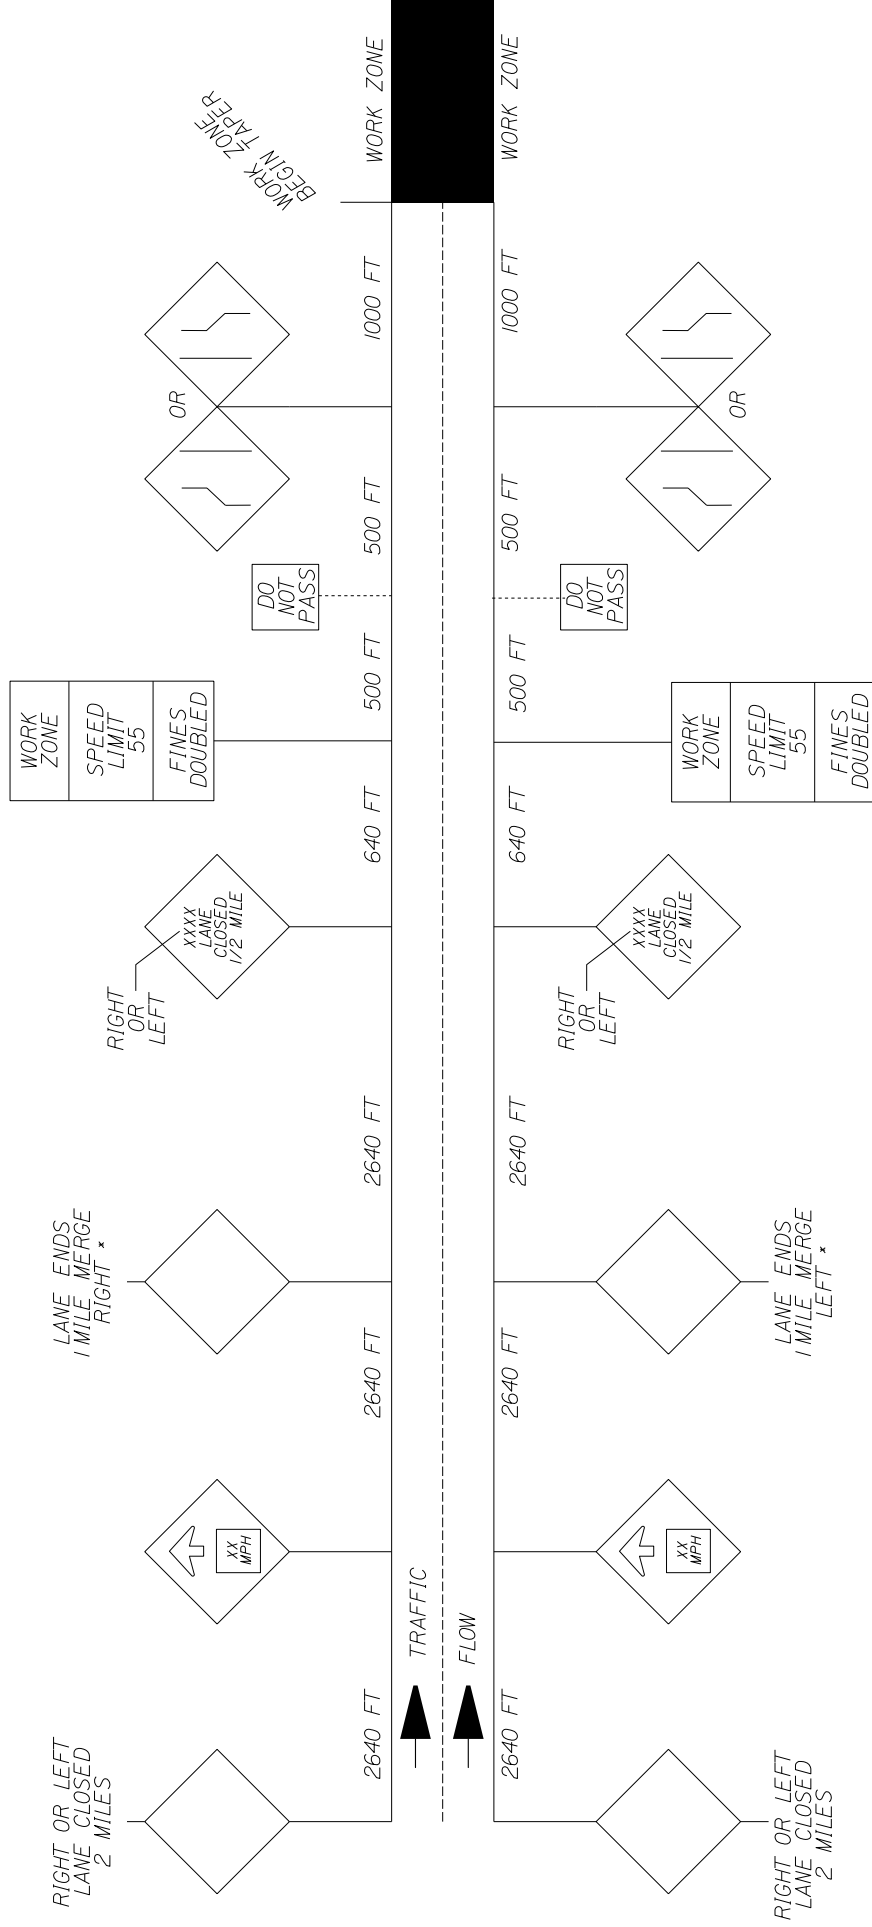 WORK ZONE
BEGIN TAPER
WORK ZONE
WORK ZONE
1000 FT
1000 FT
OR
OR
500 FT
500 FT
DO
NOT
PASS
DO
NOT
PASS
500 FT
500 FT
WORK
ZONE
SPEED
LIMIT
55
FINES
DOUBLED
WORK
ZONE
SPEED
LIMIT
55
FINES
DOUBLED
640 FT
640 FT
XXXX
LANE
CLOSED
1/2 MILE
RIGHT
OR
LEFT
XXXX
LANE
CLOSED
1/2 MILE
RIGHT
OR
LEFT
2640 FT
2640 FT
LANE ENDS
1 MILE MERGE
RIGHT *
LANE ENDS
1 MILE MERGE
LEFT *
2640 FT
2640 FT
XX
MPH
XX
MPH
TRAFFIC
FLOW
2640 FT
2640 FT
RIGHT OR LEFT
LANE CLOSED
2 MILES
RIGHT OR LEFT
LANE CLOSED
2 MILES